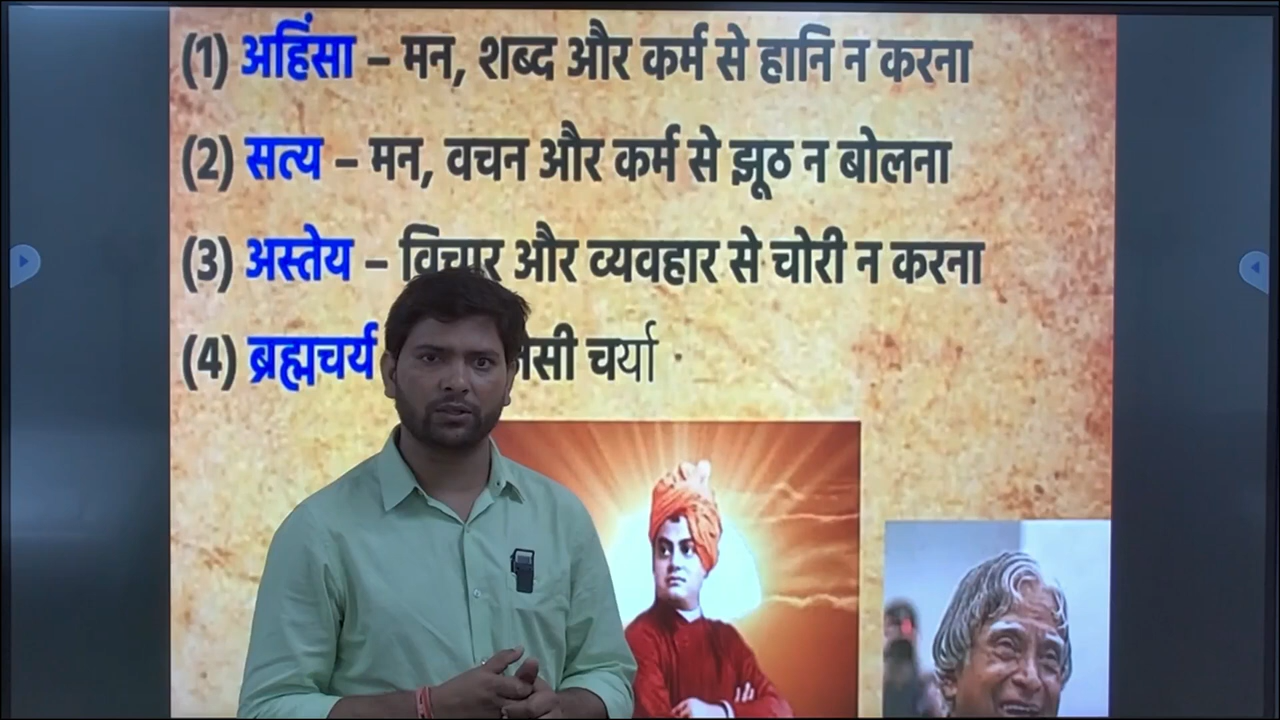 (1) अहिंसा – मन, शब्द और कर्म से हानि न करना
(2) सत्य – मन, वचन और कर्म से झूठ न बोलना
(3) अस्तेय – विचार और व्यवहार से चोरी न करना
(4) ब्रह्मचर्य चर्या